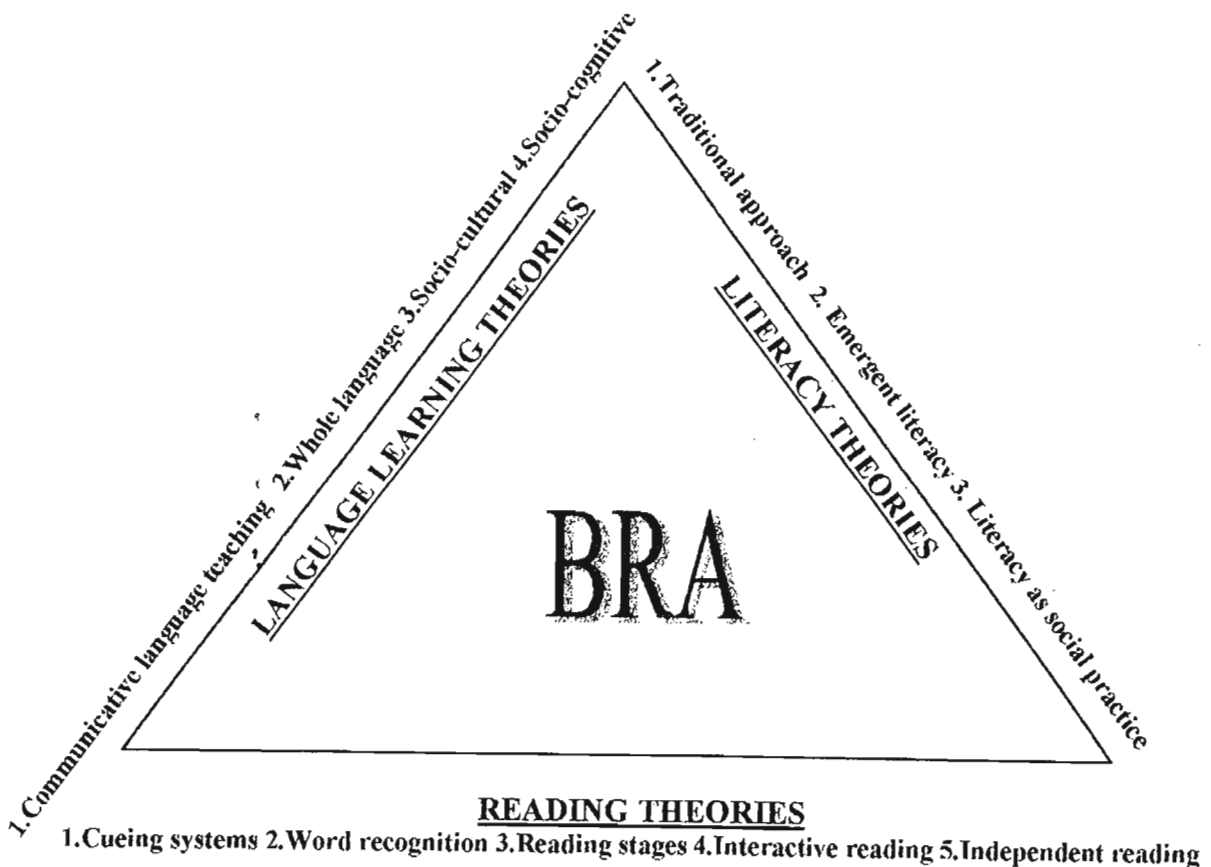 1.Communicative language teaching 2.Whole language 3.Socio-cultural 4.Socio-cognitive
LANGUAGE LEARNING THEORIES
1.Traditional approach 2. Emergent literacy 3. Literacy as social practice
LITERACY THEORIES
BRA
READING THEORIES
1.Cueing systems 2.Word recognition 3.Reading stages 4.Interactive reading 5.Independent reading